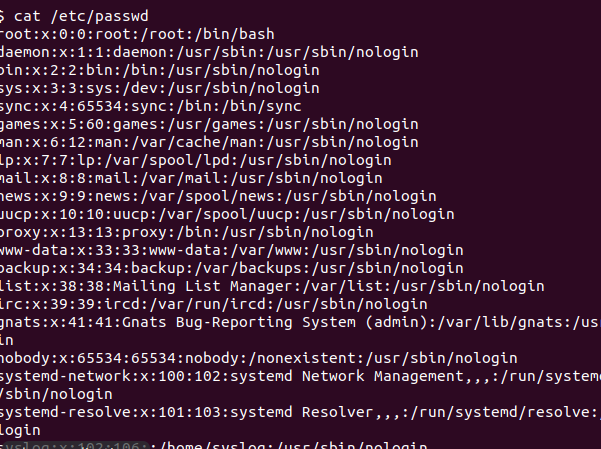 $ cat /etc/passwd
root:x:0:0:root:/root:/bin/bash
daemon:x:1:1:daemon:/usr/sbin:/usr/sbin/nologin
bin:x:2:2:bin:/bin:/usr/sbin/nologin
sys:x:3:3:sys:/dev:/usr/sbin/nologin
sync:x:4:65534:sync:/bin:/bin/sync
games:x:5:60:games:/usr/games:/usr/sbin/nologin
man:x:6:12:man:/var/cache/man:/usr/sbin/nologin
lp:x:7:7:lp:/var/spool/lpd:/usr/sbin/nologin
mail:x:8:8:mail:/var/mail:/usr/sbin/nologin
news:x:9:9:news:/var/spool/news:/usr/sbin/nologin
uucp:x:10:10:uucp:/var/spool/uucp:/usr/sbin/nologin
proxy:x:13:13:proxy:/bin:/usr/sbin/nologin
www-data:x:33:33:www-data:/var/www:/usr/sbin/nologin
backup:x:34:34:backup:/var/backups:/usr/sbin/nologin
list:x:38:38:Mailing List Manager:/var/list:/usr/sbin/nologin
irc:x:39:39:ircd:/var/run/ircd:/usr/sbin/nologin
gnats:x:41:41:Gnats Bug-Reporting System (admin):/var/lib/gnats:/us
in
nobody:x:65534:65534:nobody:/nonexistent:/usr/sbin/nologin
systemd-network:x:100:102:systemd Network Management,,,:/run/system
/sbin/nologin
systemd-resolve:x:101:103:systemd Resolver,,,:/run/systemd/resolve:/
login
syslog:x:102:106::/home/syslog:/usr/sbin/nologin